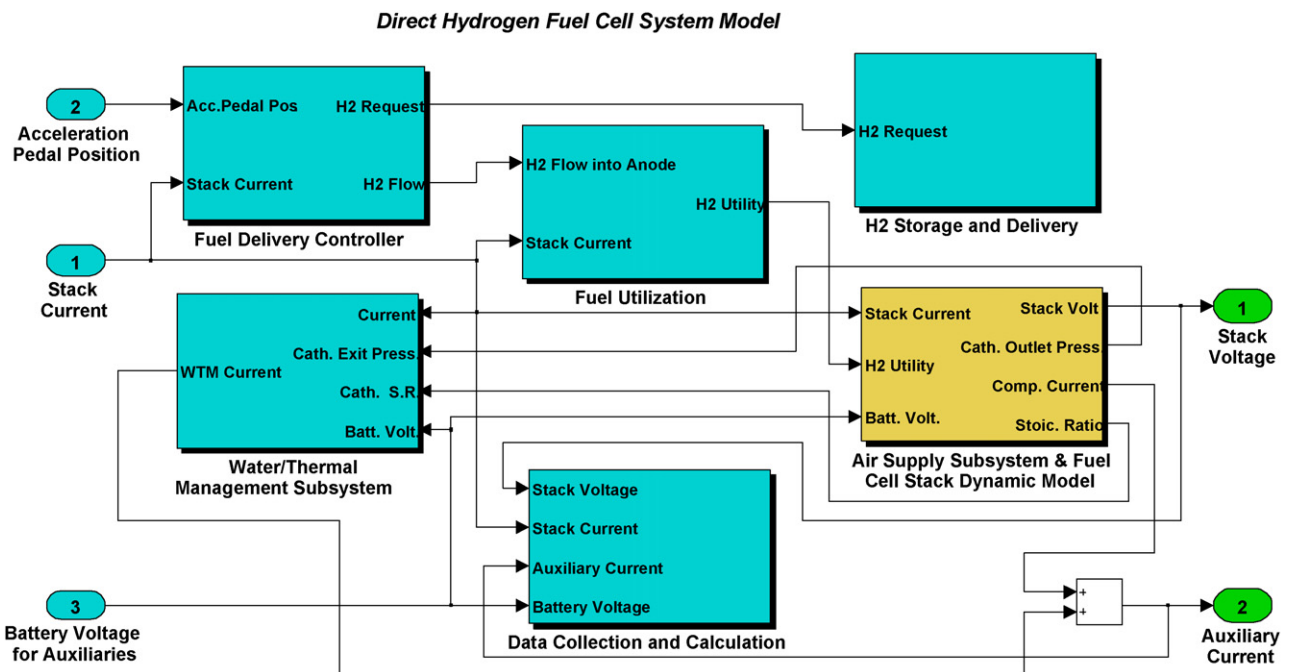 Direct Hydrogen Fuel Cell System Model
2
Acceleration
Pedal Position
Acc.Pedal Pos
H2 Request
Stack Current
H2 Flow
Fuel Delivery Controller
H2 Flow into Anode
H2 Utility
Stack Current
Fuel Utilization
H2 Request
H2 Storage and Delivery
1
Stack
Current
Current
Cath. Exit Press.
WTM Current
Cath. S.R.
Batt. Volt.
Water/Thermal
Management Subsystem
Stack Current
H2 Utility
Batt. Volt.
Stack Volt
Cath. Outlet Press.
Comp. Current
Stoic. Ratio
Air Supply Subsystem & Fuel
Cell Stack Dynamic Model
1
Stack
Voltage
Stack Voltage
Stack Current
Auxiliary Current
Battery Voltage
Data Collection and Calculation
3
Battery Voltage
for Auxiliaries
+
+
2
Auxiliary
Current